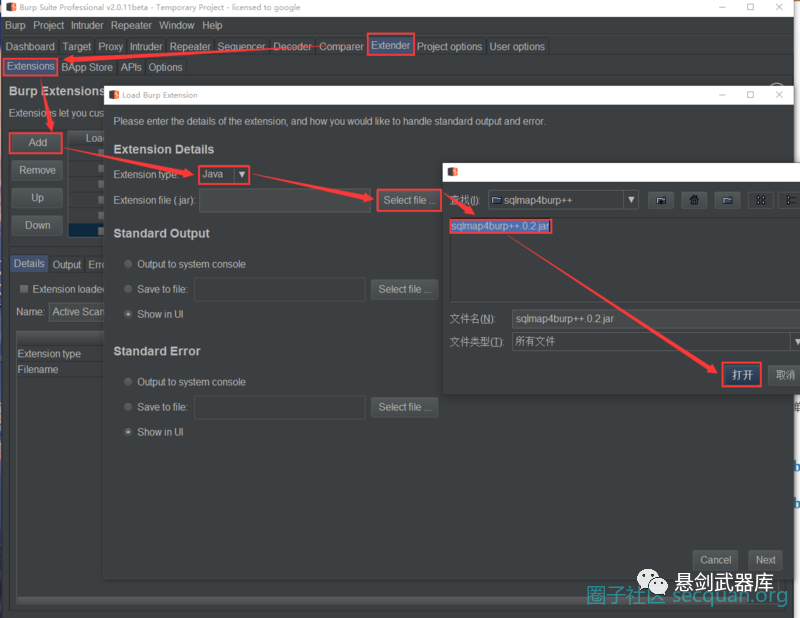 Burp Suite Professional v2.0.11beta - Temporary Project - licensed to google
Burp Project Intruder Repeater Window Help
Dashboard Target Proxy Intruder Repeater Sequencer Decoder Comparer Extender Project options User options
Extensions BApp Store APIs Options
Burp Extensions
Extensions let you cus
Add
Remove
Up
Down
Loa
Details Output Erro
Extension loaded
Name: Active Scan
Extension type
Filename
Load Burp Extension
Please enter the details of the extension, and how you would like to handle standard output and error.
Extension Details
Extension type: Java
Extension file (.jar): Select file ...
Standard Output
Output to system console
Save to file: Select file ...
Show in UI
Standard Error
Output to system console
Save to file: Select file ...
Show in UI
Cancel Next
查找(I): sqlmap4burp++
sqlmap4burp++.0.2.jar
文件名(N): sqlmap4burp++.0.2.jar
文件类型(T): 所有文件
打开 取消
悬剑武器库
圈子社区 secquan.org